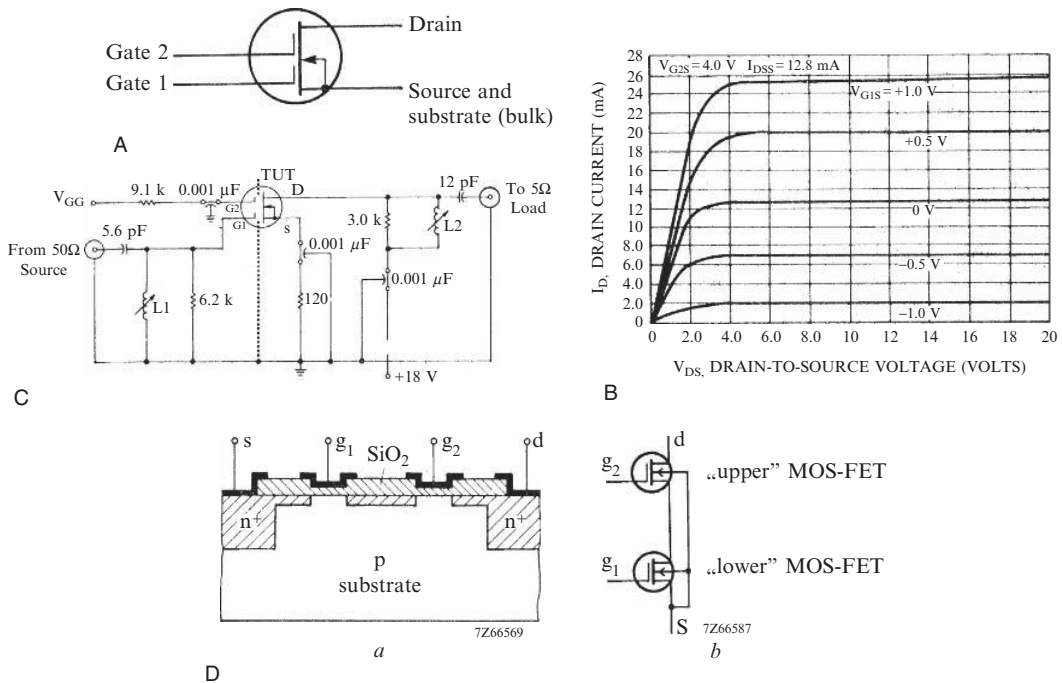 Gate 2
Gate 1
Drain
Source and
substrate (bulk)
A
V_GG
9.1 k
0.001 µF
TUT
D
G2
G1
S
12 pF
To 5Ω
Load
3.0 k
L2
5.6 pF
From 50Ω
Source
L1
6.2 k
0.001 µF
120
0.001 µF
+18 V
C
28
26
24
22
20
18
16
14
12
10
8.0
6.0
4.0
2.0
0
I_D, DRAIN CURRENT (mA)
V_G2S = 4.0 V I_DSS = 12.8 mA
V_G1S = +1.0 V
+0.5 V
0 V
−0.5 V
−1.0 V
0 2.0 4.0 6.0 8.0 10 12 14 16 18 20
V_DS, DRAIN-TO-SOURCE VOLTAGE (VOLTS)
B
s
g1
g2
d
SiO2
n+
n+
p
substrate
7Z66569
a
D
d
g2
„upper” MOS-FET
g1
„lower” MOS-FET
S
7Z66587
b